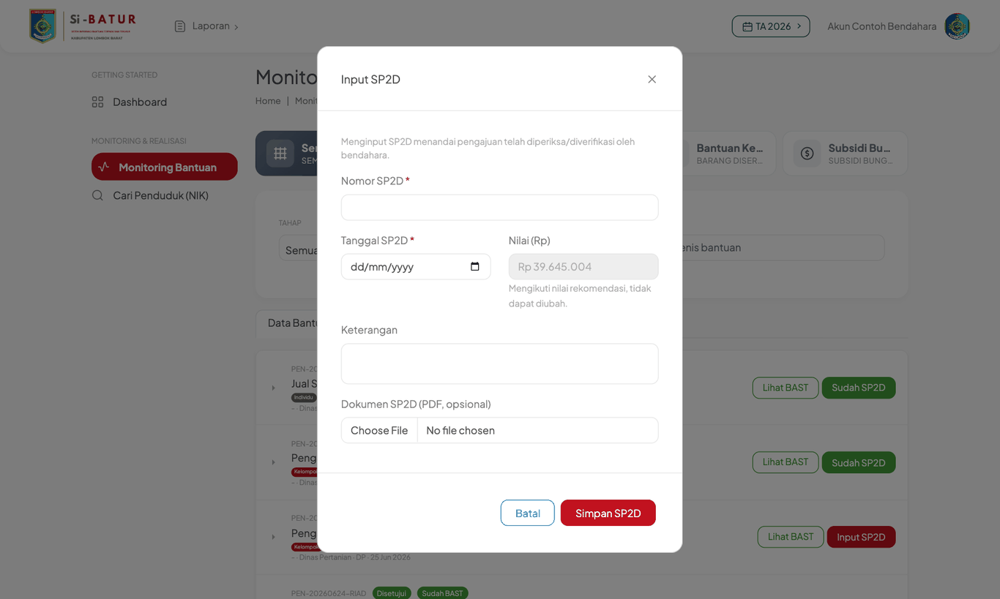 Si-BATUR
KABUPATEN LOMBOK BARAT
Laporan
TA 2026
Akun Contoh Bendahara
GETTING STARTED
Dashboard
MONITORING & REALISASI
Monitoring Bantuan
Cari Penduduk (NIK)
Home |
Bantuan Ke...
BARANG DISER...
Subsidi Bu...
SUBSIDI BUNG...
TAHAP
Semua
enis bantuan
Input SP2D
Menginput SP2D menandai pengajuan telah diperiksa/diverifikasi oleh
bendahara.
Nomor SP2D *
Tanggal SP2D *
Nilai (Rp)
dd/mm/yyyy
Rp 39.645.004
Mengikuti nilai rekomendasi, tidak
dapat diubah.
Keterangan
Dokumen SP2D (PDF, opsional)
Choose File
No file chosen
Batal
Simpan SP2D
Data Bant
PEN-20
Jual S
Individu
- · Dinas
Lihat BAST
Sudah SP2D
PEN-20
Peng
Kelompok
- · Dinas
Lihat BAST
Sudah SP2D
PEN-20
Peng
Kelompok
- · Dinas Pertanian · DP · 25 Jun 2026
Lihat BAST
Input SP2D
PEN-20260624-RIAD
Disetujui
Sudah BAST